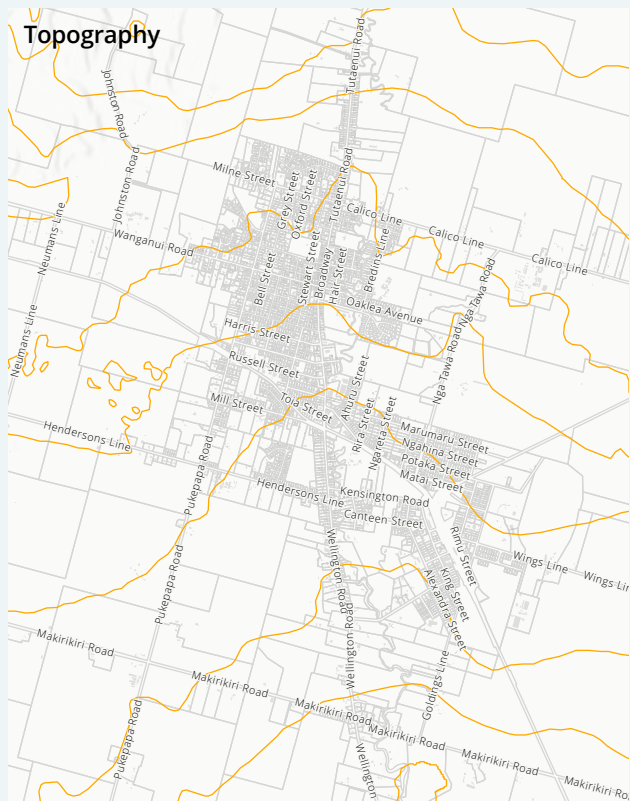 Topography
Tutaenui Road
Johnston Road
Johnston Road
Milne Street
Grey Street
Oxford Street
Tutaenui Road
Calico Line
Calico Line
Calico Line
Neumans Line
Wanganui Road
Bell Street
Stewart Street
Broadway
Hair Street
Bredins Line
Nga Tawa Road
Oaklea Avenue
Neumans Line
Harris Street
Russell Street
Nga Tawa Road
Ahuru Street
Mill Street
Toia Street
Rira Street
Ngareta Street
Hendersons Line
Marumaru Street
Ngahina Street
Potaka Street
Matai Street
Pukepapa Road
Hendersons Line
Kensington Road
Canteen Street
Rimu Street
Wings Line
Wings Lin
Wellington Road
Pukepapa Road
King Street
Alexandra Street
Wellington Road
Makirikiri Road
Makirikiri Road
Goldings Line
Makirikiri Road
Makirikiri Road
Makirikiri Road
Makirikiri Ro
Pukepapa Road
Wellington